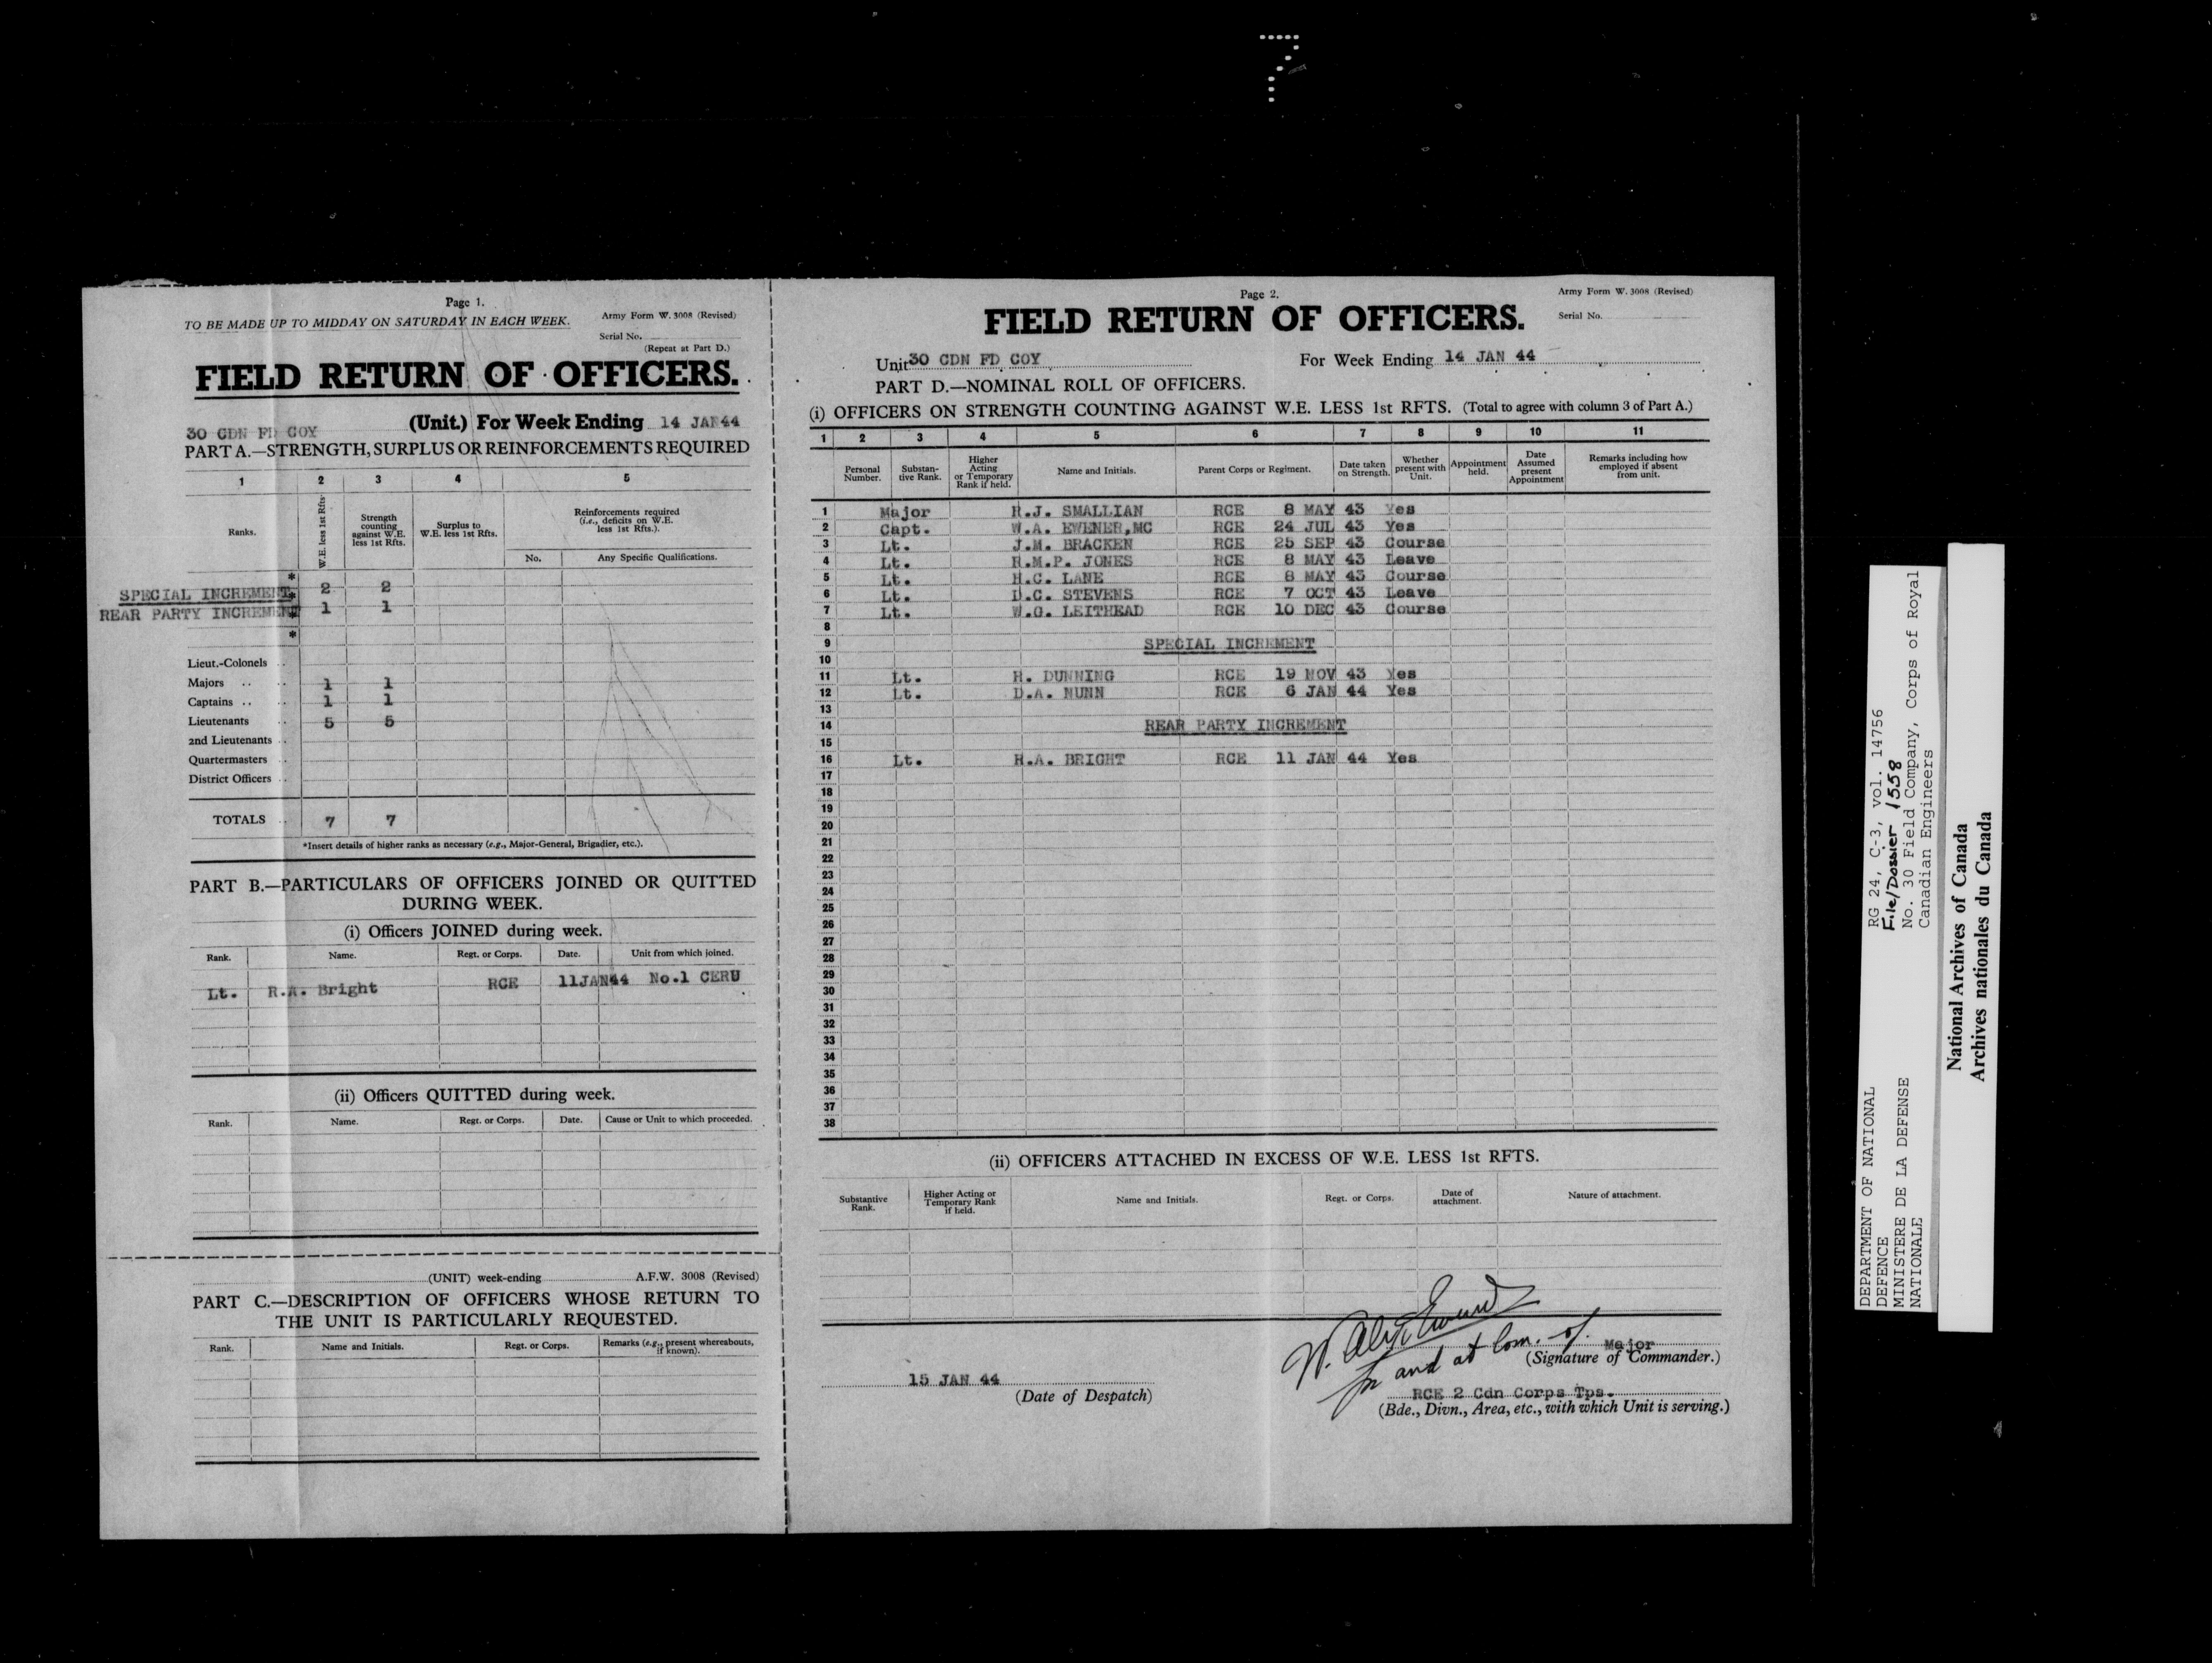 7
Page 1.
TO BE MADE UP TO MIDDAY ON SATURDAY IN EACH WEEK.
Army Form W. 3008 (Revised)
Serial No.
(Repeat at Part D.)
FIELD RETURN OF OFFICERS.
30 CDN FD COY (Unit.) For Week Ending 14 JAN 44
PART A.—STRENGTH, SURPLUS OR REINFORCEMENTS REQUIRED
1 2 3 4 5
Ranks. W.E. less 1st Rfts. Strength counting against W.E. less 1st Rfts. Surplus to W.E. less 1st Rfts. Reinforcements required (i.e., deficits on W.E. less 1st Rfts.).
No. Any Specific Qualifications.
*
SPECIAL INCREMENT * 2 2
REAR PARTY INCREMENT * 1 1
*
Lieut.-Colonels ..
Majors .. .. 1 1
Captains .. .. 1 1
Lieutenants .. 5 5
2nd Lieutenants ..
Quartermasters ..
District Officers ..
TOTALS .. 7 7
*Insert details of higher ranks as necessary (e.g., Major-General, Brigadier, etc.).
PART B.—PARTICULARS OF OFFICERS JOINED OR QUITTED
DURING WEEK.
(i) Officers JOINED during week.
Rank. Name. Regt. or Corps. Date. Unit from which joined.
Lt. R.A. Bright RCE 11JAN44 No.1 CERU
(ii) Officers QUITTED during week.
Rank. Name. Regt. or Corps. Date. Cause or Unit to which proceeded.
(UNIT) week-ending A.F.W. 3008 (Revised)
PART C.—DESCRIPTION OF OFFICERS WHOSE RETURN TO
THE UNIT IS PARTICULARLY REQUESTED.
Rank. Name and Initials. Regt. or Corps. Remarks (e.g., present whereabouts, if known).
Page 2.
Army Form W. 3008 (Revised)
Serial No.
FIELD RETURN OF OFFICERS.
Unit 30 CDN FD COY For Week Ending 14 JAN 44
PART D.—NOMINAL ROLL OF OFFICERS.
(i) OFFICERS ON STRENGTH COUNTING AGAINST W.E. LESS 1st RFTS. (Total to agree with column 3 of Part A.)
1 2 3 4 5 6 7 8 9 10 11
Personal Number. Substan-tive Rank. Higher Acting or Temporary Rank if held. Name and Initials. Parent Corps or Regiment. Date taken on Strength. Whether present with Unit. Appointment held. Date Assumed present Appointment Remarks including how employed if absent from unit.
1 Major R.J. SMALLIAN RCE 8 MAY 43 Yes
2 Capt. W.A. EWENER,MC RCE 24 JUL 43 Yes
3 Lt. J.M. BRACKEN RCE 25 SEP 43 Course
4 Lt. R.M.P. JONES RCE 8 MAY 43 Leave
5 Lt. H.C. LANE RCE 8 MAY 43 Course
6 Lt. D.C. STEVENS RCE 7 OCT 43 Leave
7 Lt. W.G. LEITHEAD RCE 10 DEC 43 Course
8
9 SPECIAL INCREMENT
10
11 Lt. H. DUNNING RCE 19 NOV 43 Yes
12 Lt. D.A. NUNN RCE 6 JAN 44 Yes
13
14 REAR PARTY INCREMENT
15
16 Lt. R.A. BRIGHT RCE 11 JAN 44 Yes
17
18
19
20
21
22
23
24
25
26
27
28
29
30
31
32
33
34
35
36
37
38
(ii) OFFICERS ATTACHED IN EXCESS OF W.E. LESS 1st RFTS.
Substantive Rank. Higher Acting or Temporary Rank if held. Name and Initials. Regt. or Corps. Date of attachment. Nature of attachment.
for and at Com. of. Major
(Signature of Commander.)
15 JAN 44
(Date of Despatch)
RCE 2 Cdn Corps Tps.
(Bde., Divn., Area, etc., with which Unit is serving.)
DEPARTMENT OF NATIONAL RG 24, C-3, vol. 14756
DEFENCE File/Dossier 1558
MINISTERE DE LA DEFENSE No. 30 Field Company, Corps of Royal
NATIONALE Canadian Engineers
National Archives of Canada
Archives nationales du Canada